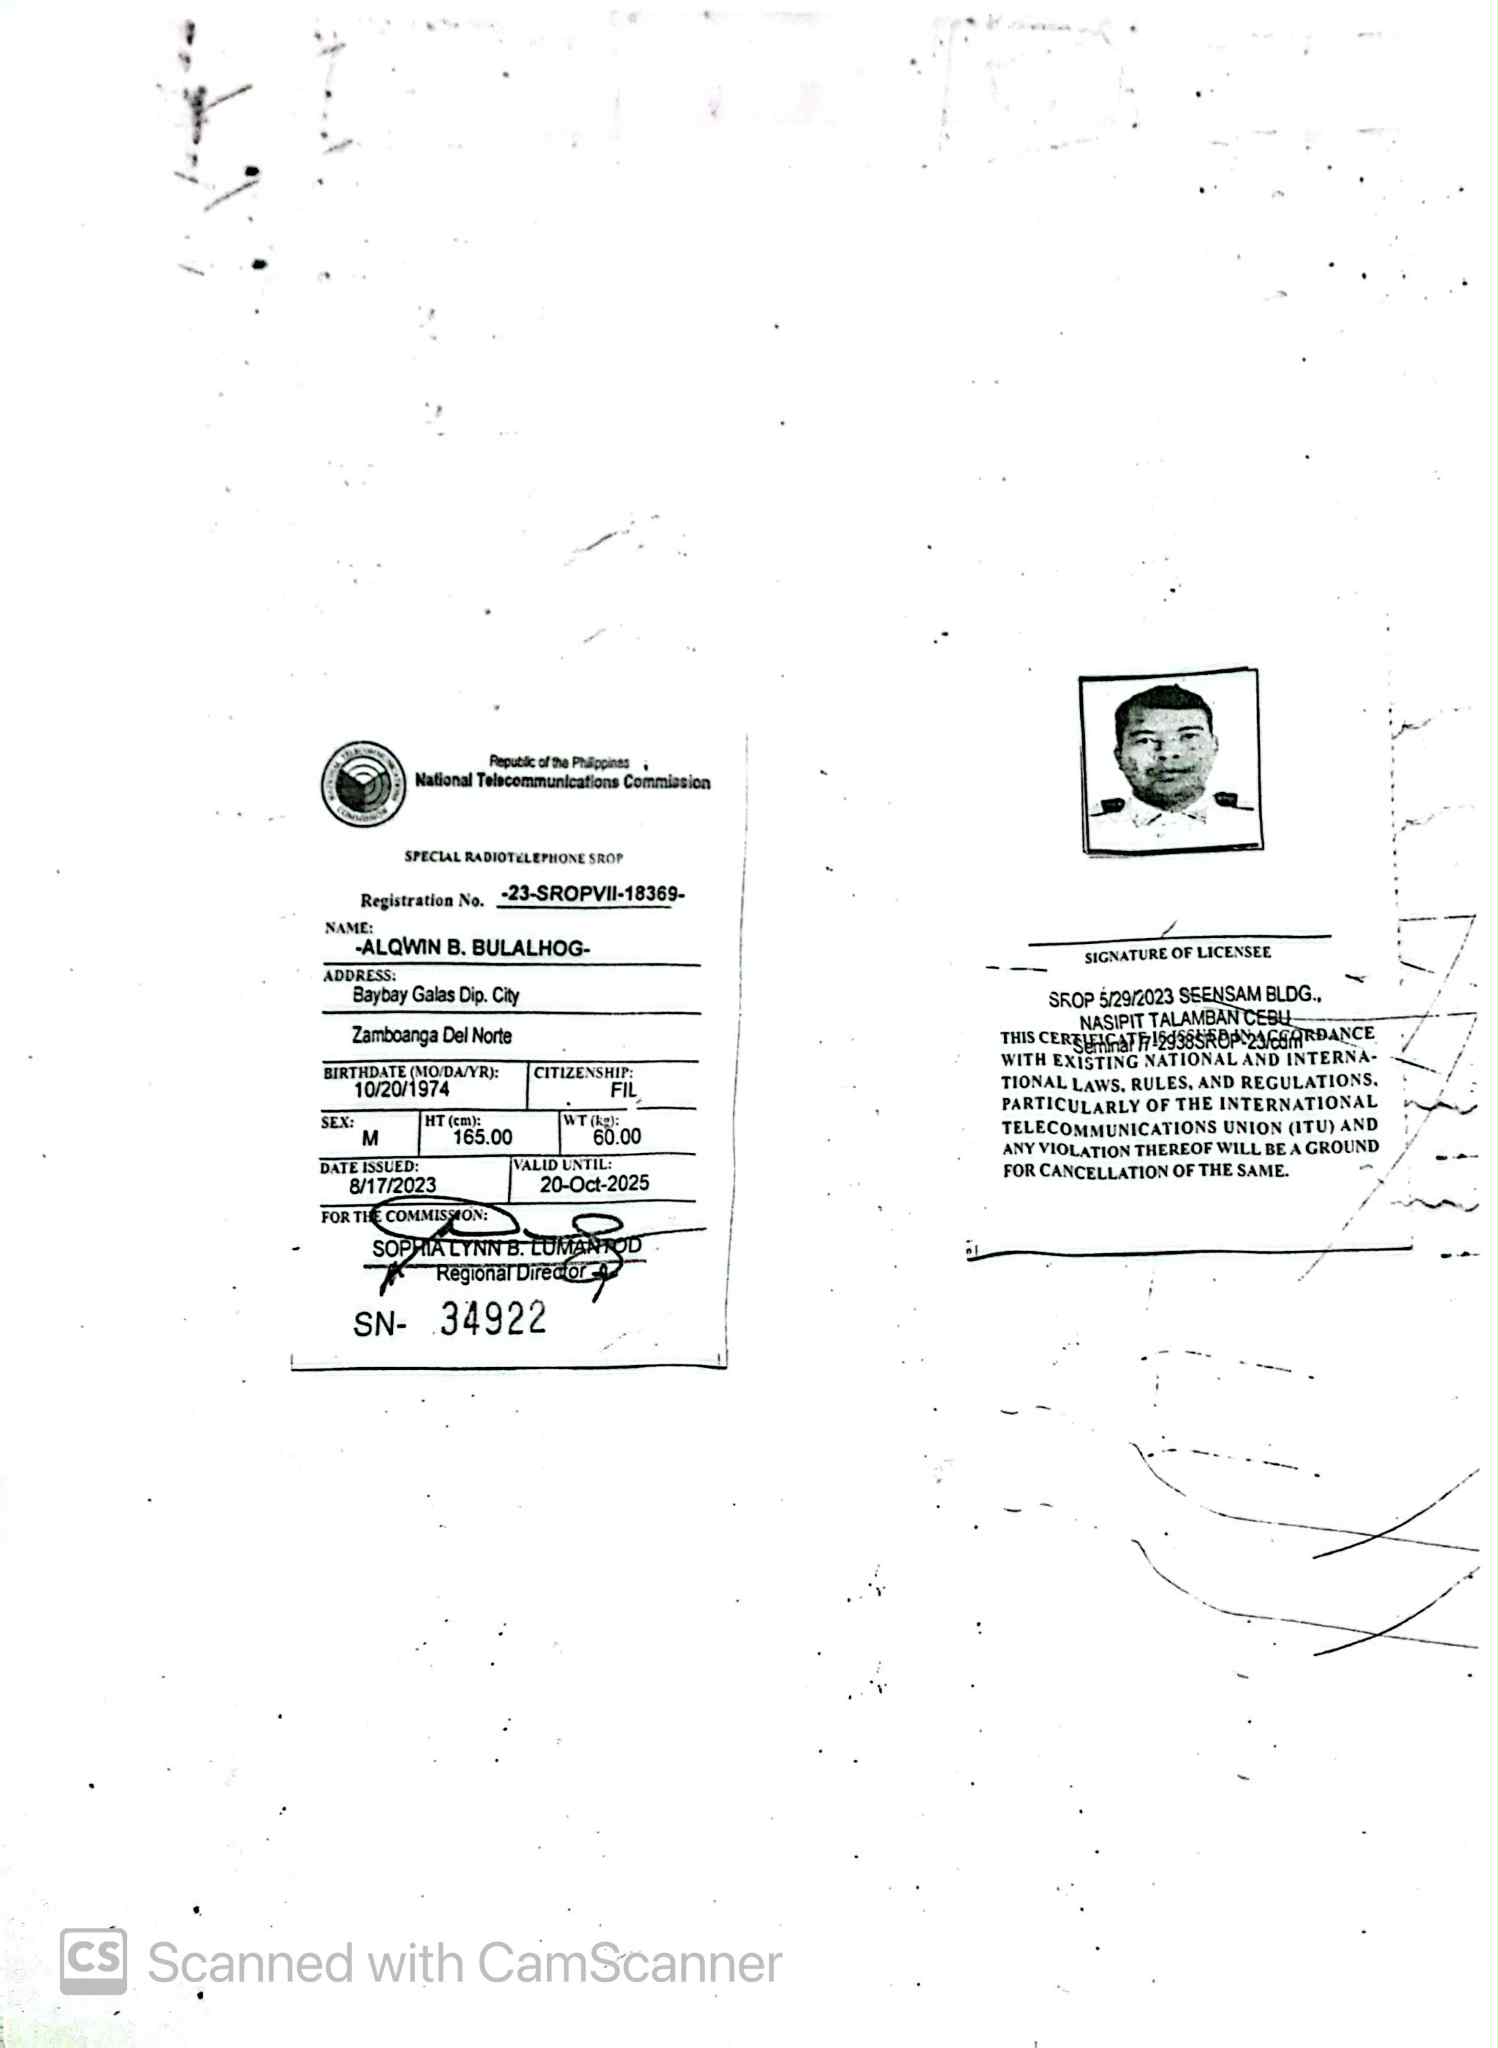 Republic of the Philippines
National Telecommunications Commission
NATIONAL TELECOMMUNICATIONS COMMISSION
SPECIAL RADIOTELEPHONE SROP
Registration No. -23-SROPVII-18369-
NAME:
-ALQWIN B. BULALHOG-
ADDRESS:
Baybay Galas Dip. City
Zamboanga Del Norte
BIRTHDATE (MO/DA/YR): CITIZENSHIP:
10/20/1974 FIL
SEX: HT (cm): WT (kg):
M 165.00 60.00
DATE ISSUED: VALID UNTIL:
8/17/2023 20-Oct-2025
FOR THE COMMISSION:
SOPHIA LYNN B. LUMANTOD
Regional Director
SN- 34922
SIGNATURE OF LICENSEE
SROP 5/29/2023 SEENSAM BLDG.,
NASIPIT TALAMBAN CEBU
Seminar 7-2938SROP-23/cdm
THIS CERTIFICATE IS ISSUED IN ACCORDANCE
WITH EXISTING NATIONAL AND INTERNA-
TIONAL LAWS, RULES, AND REGULATIONS,
PARTICULARLY OF THE INTERNATIONAL
TELECOMMUNICATIONS UNION (ITU) AND
ANY VIOLATION THEREOF WILL BE A GROUND
FOR CANCELLATION OF THE SAME.
CS Scanned with CamScanner